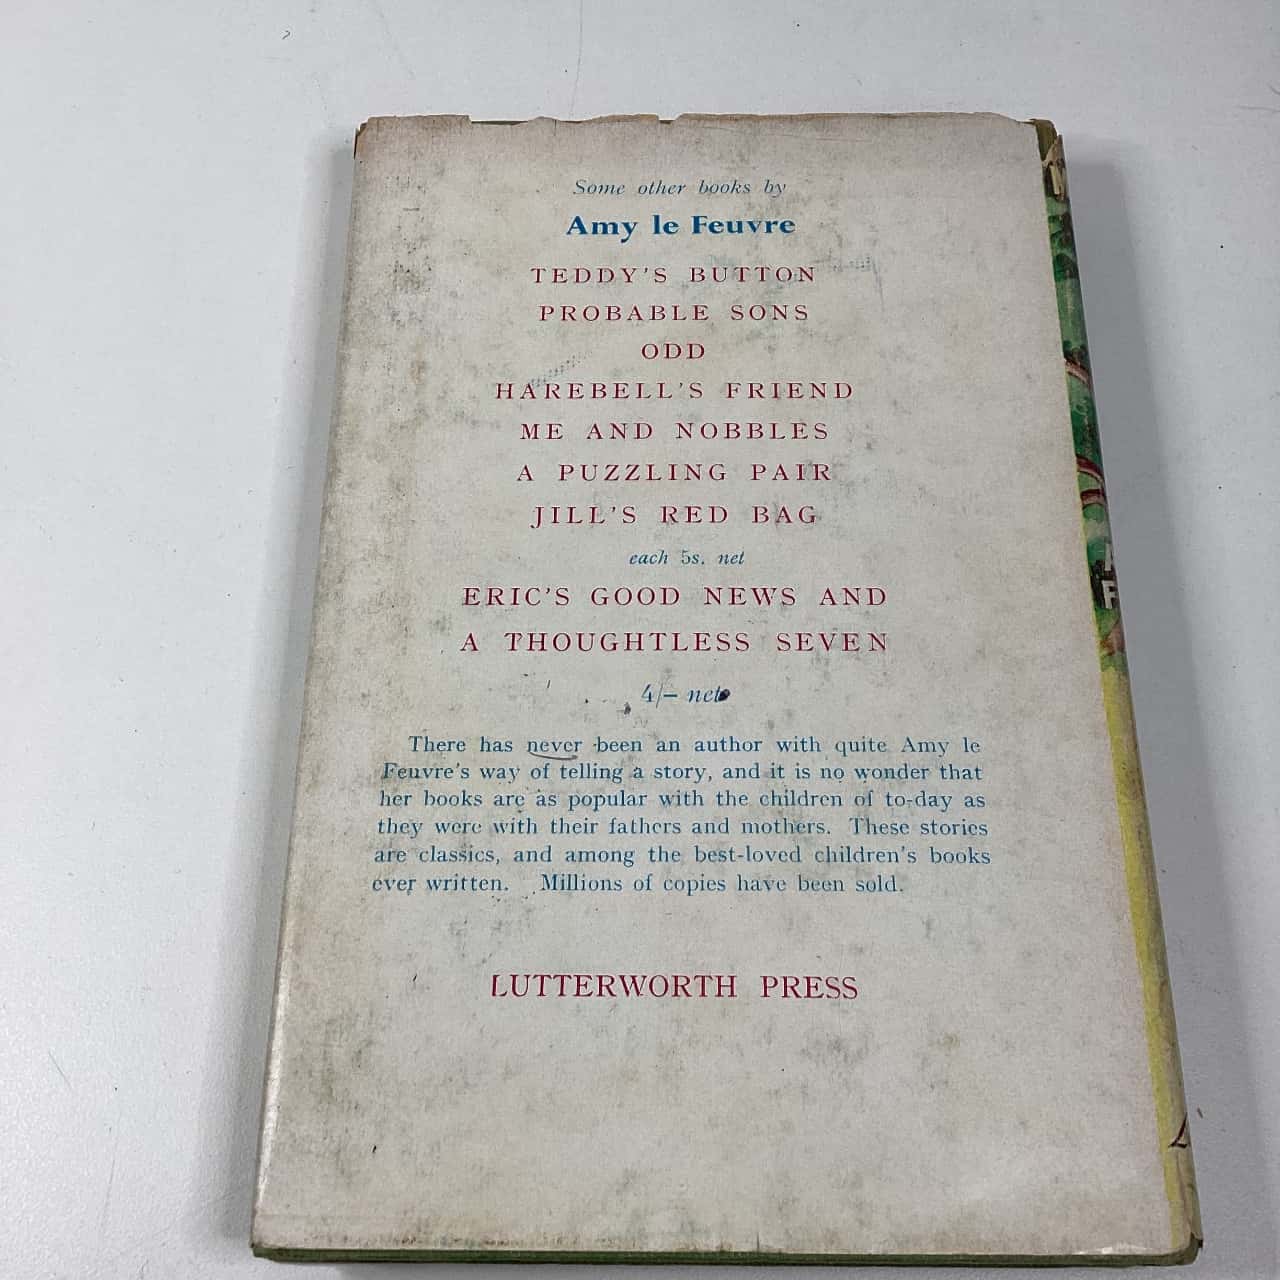 Some other books by
Amy le Feuvre
TEDDY'S BUTTON
PROBABLE SONS
ODD
HAREBELL'S FRIEND
ME AND NOBBLES
A PUZZLING PAIR
JILL'S RED BAG
each 5s. net
ERIC'S GOOD NEWS AND
A THOUGHTLESS SEVEN
4/– net
There has never been an author with quite Amy le
Feuvre's way of telling a story, and it is no wonder that
her books are as popular with the children of to-day as
they were with their fathers and mothers. These stories
are classics, and among the best-loved children's books
ever written. Millions of copies have been sold.
LUTTERWORTH PRESS